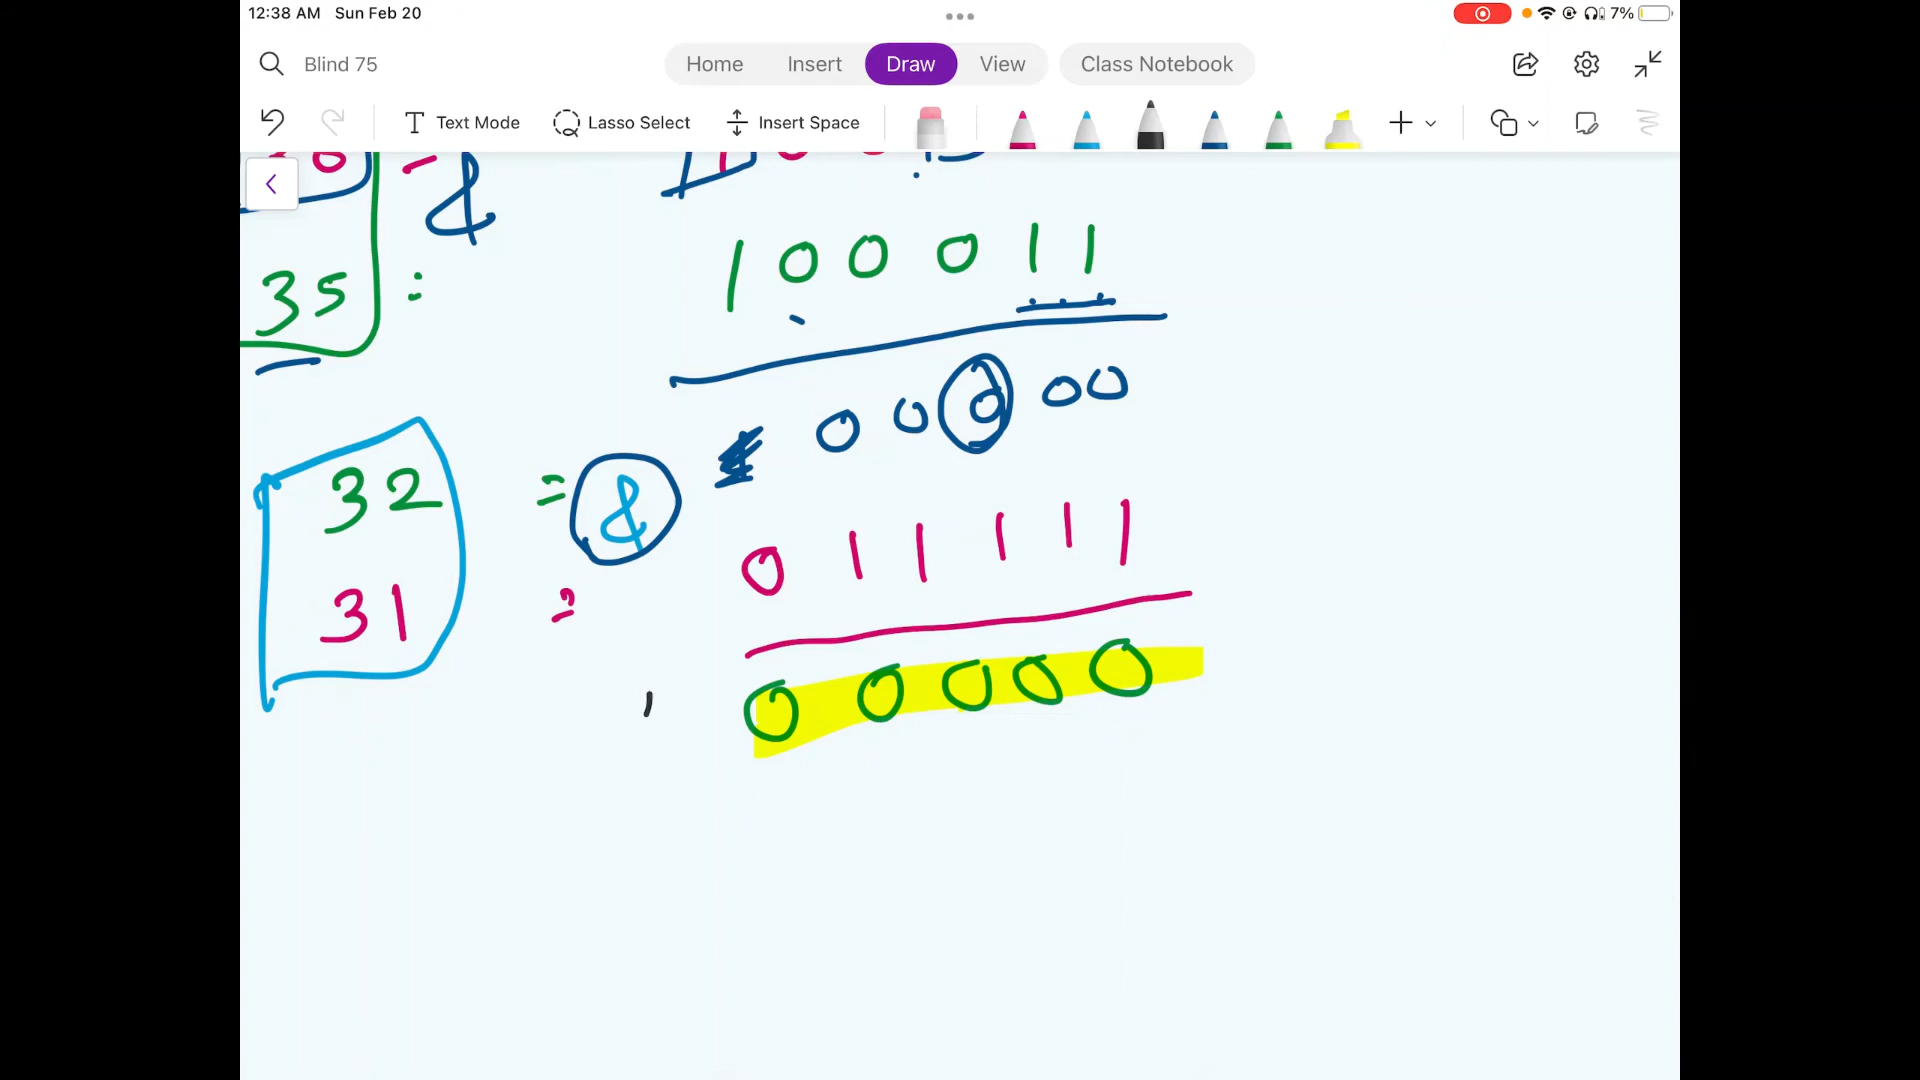 12:38 AM Sun Feb 20
7%
Blind 75
Home Insert Draw View Class Notebook
T Text Mode Lasso Select Insert Space
&
35 : 1 0 0 0 1 1
0 0 0 0 0
32 = &
31 = 0 1 1 1 1 1
0 0 0 0 0